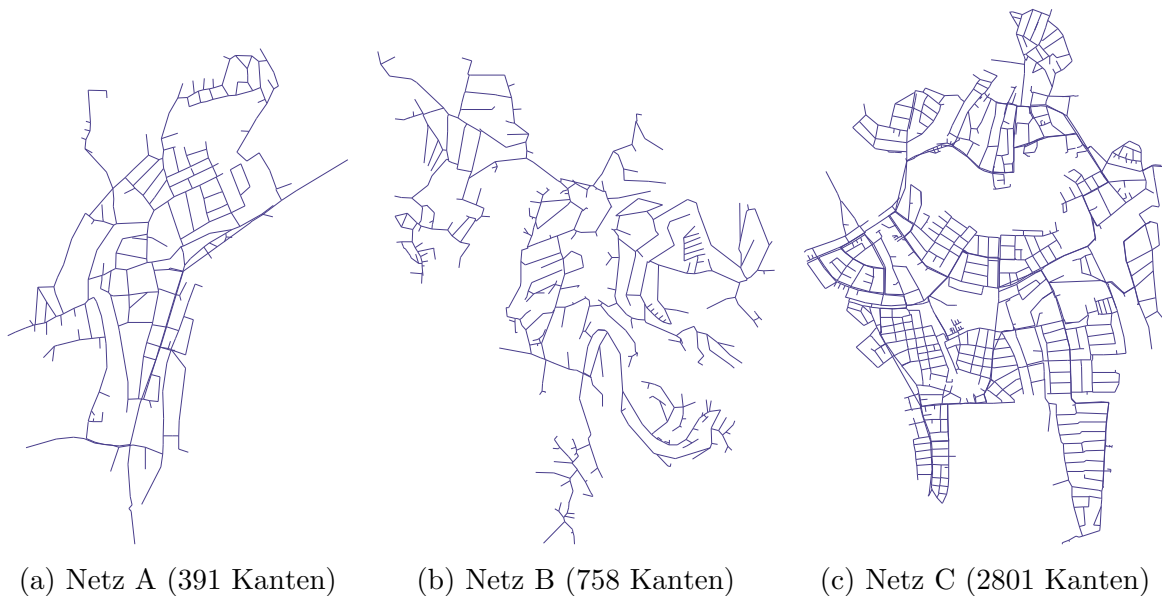 (a) Netz A (391 Kanten)
(b) Netz B (758 Kanten)
(c) Netz C (2801 Kanten)